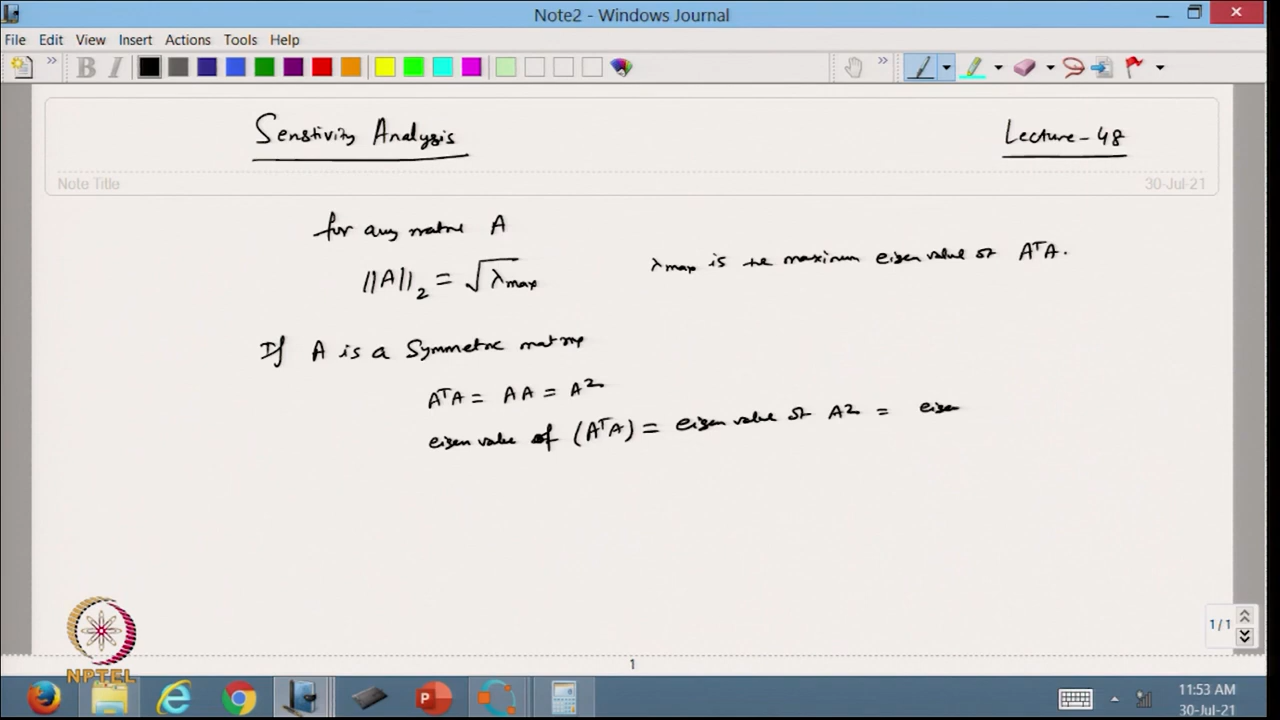 Note2 - Windows Journal
File Edit View Insert Actions Tools Help
B I
Senstivity Analysis
Lecture-48
Note Title
30-Jul-21
for any matrix A
||A||₂ = √λmax
λmax is the maximum eigen value of AᵀA.
If A is a Symmetric matrix
AᵀA = AA = A²
eigen value of (AᵀA) = eigen value of A2 = eigen
1 / 1
1
NPTEL
11:53 AM
30-Jul-21